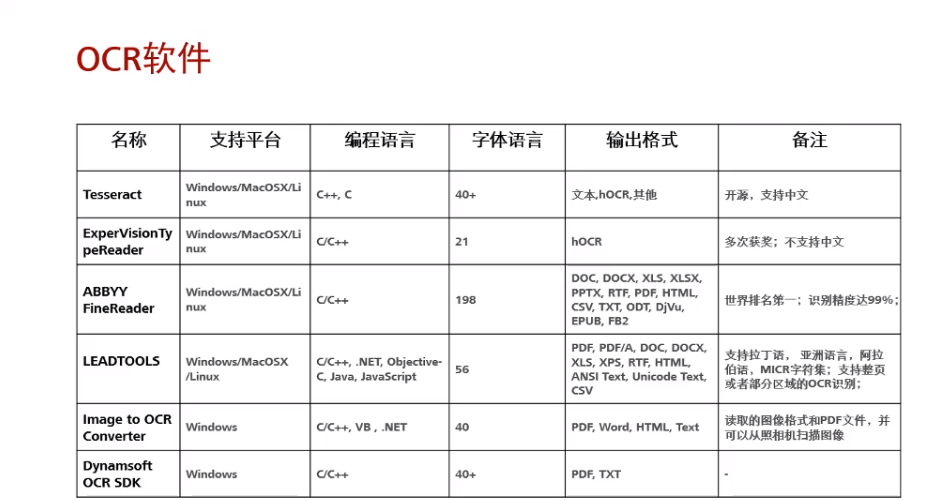 OCR软件
名称 支持平台 编程语言 字体语言 输出格式 备注
Tesseract Windows/MacOSX/Li
nux C++, C 40+ 文本,hOCR,其他 开源，支持中文
ExperVisionTy
peReader Windows/MacOSX/Li
nux C/C++ 21 hOCR 多次获奖；不支持中文
ABBYY
FineReader Windows/MacOSX/Li
nux C/C++ 198 DOC, DOCX, XLS, XLSX,
PPTX, RTF, PDF, HTML,
CSV, TXT, ODT, DjVu,
EPUB, FB2 世界排名第一；识别精度达99%；
LEADTOOLS Windows/MacOSX
/Linux C/C++, .NET, Objective-
C, Java, JavaScript 56 PDF, PDF/A, DOC, DOCX,
XLS, XPS, RTF, HTML,
ANSI Text, Unicode Text,
CSV 支持拉丁语， 亚洲语言，阿拉
伯语，MICR字符集；支持整页
或者部分区域的OCR识别；
Image to OCR
Converter Windows C/C++, VB , .NET 40 PDF, Word, HTML, Text 读取的图像格式和PDF文件，并
可以从照相机扫描图像
Dynamsoft
OCR SDK Windows C/C++ 40+ PDF, TXT -